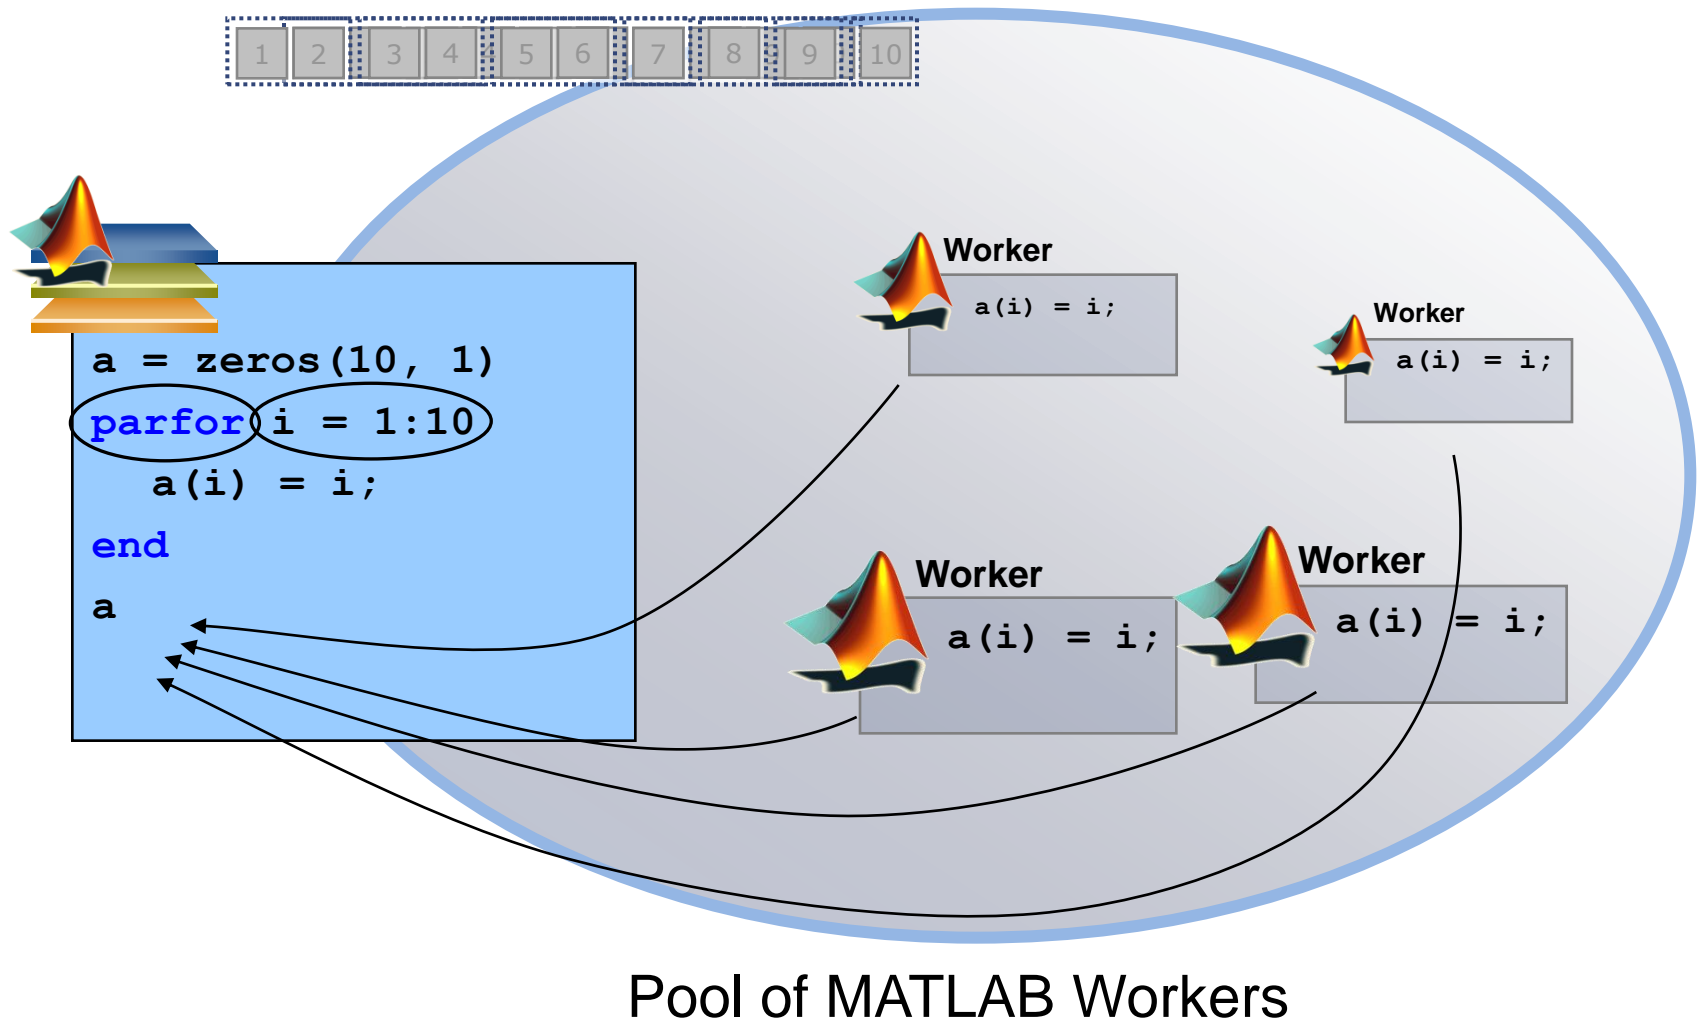 1 2 3 4 5 6 7 8 9 10
a = zeros(10, 1)
parfor i = 1:10
a(i) = i;
end
a
Worker
a(i) = i;
Worker
a(i) = i;
Worker
a(i) = i;
Worker
a(i) = i;
Pool of MATLAB Workers